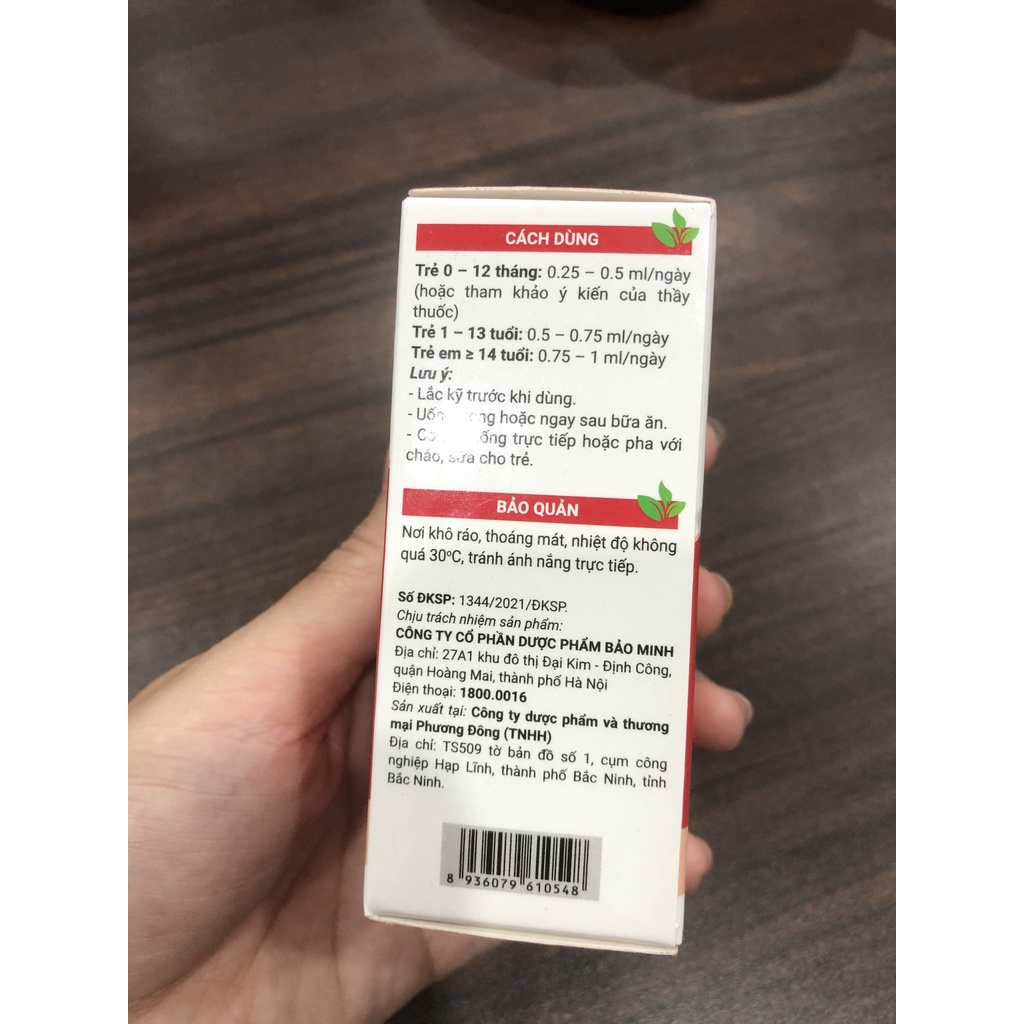 CÁCH DÙNG
Trẻ 0 – 12 tháng: 0.25 – 0.5 ml/ngày
(hoặc tham khảo ý kiến của thầy
thuốc)
Trẻ 1 – 13 tuổi: 0.5 – 0.75 ml/ngày
Trẻ em ≥ 14 tuổi: 0.75 – 1 ml/ngày
Lưu ý:
- Lắc kỹ trước khi dùng.
- hoặc ngay sau bữa ăn.
- trực tiếp hoặc pha với
cháo, sữa cho trẻ.
BẢO QUẢN
Nơi khô ráo, thoáng mát, nhiệt độ không
quá 30ºC, tránh ánh nắng trực tiếp.
Số ĐKSP: 1344/2021/ĐKSP.
Chịu trách nhiệm sản phẩm:
CÔNG TY CỔ PHẦN DƯỢC PHẨM BẢO MINH
Địa chỉ: 27A1 khu đô thị Đại Kim - Định Công,
quận Hoàng Mai, thành phố Hà Nội
Điện thoại: 1800.0016
Sản xuất tại: Công ty dược phẩm và thương
mại Phương Đông (TNHH)
Địa chỉ: TS509 tờ bản đồ số 1, cụm công
nghiệp Hạp Lĩnh, thành phố Bắc Ninh, tỉnh
Bắc Ninh.
8 936079 610548